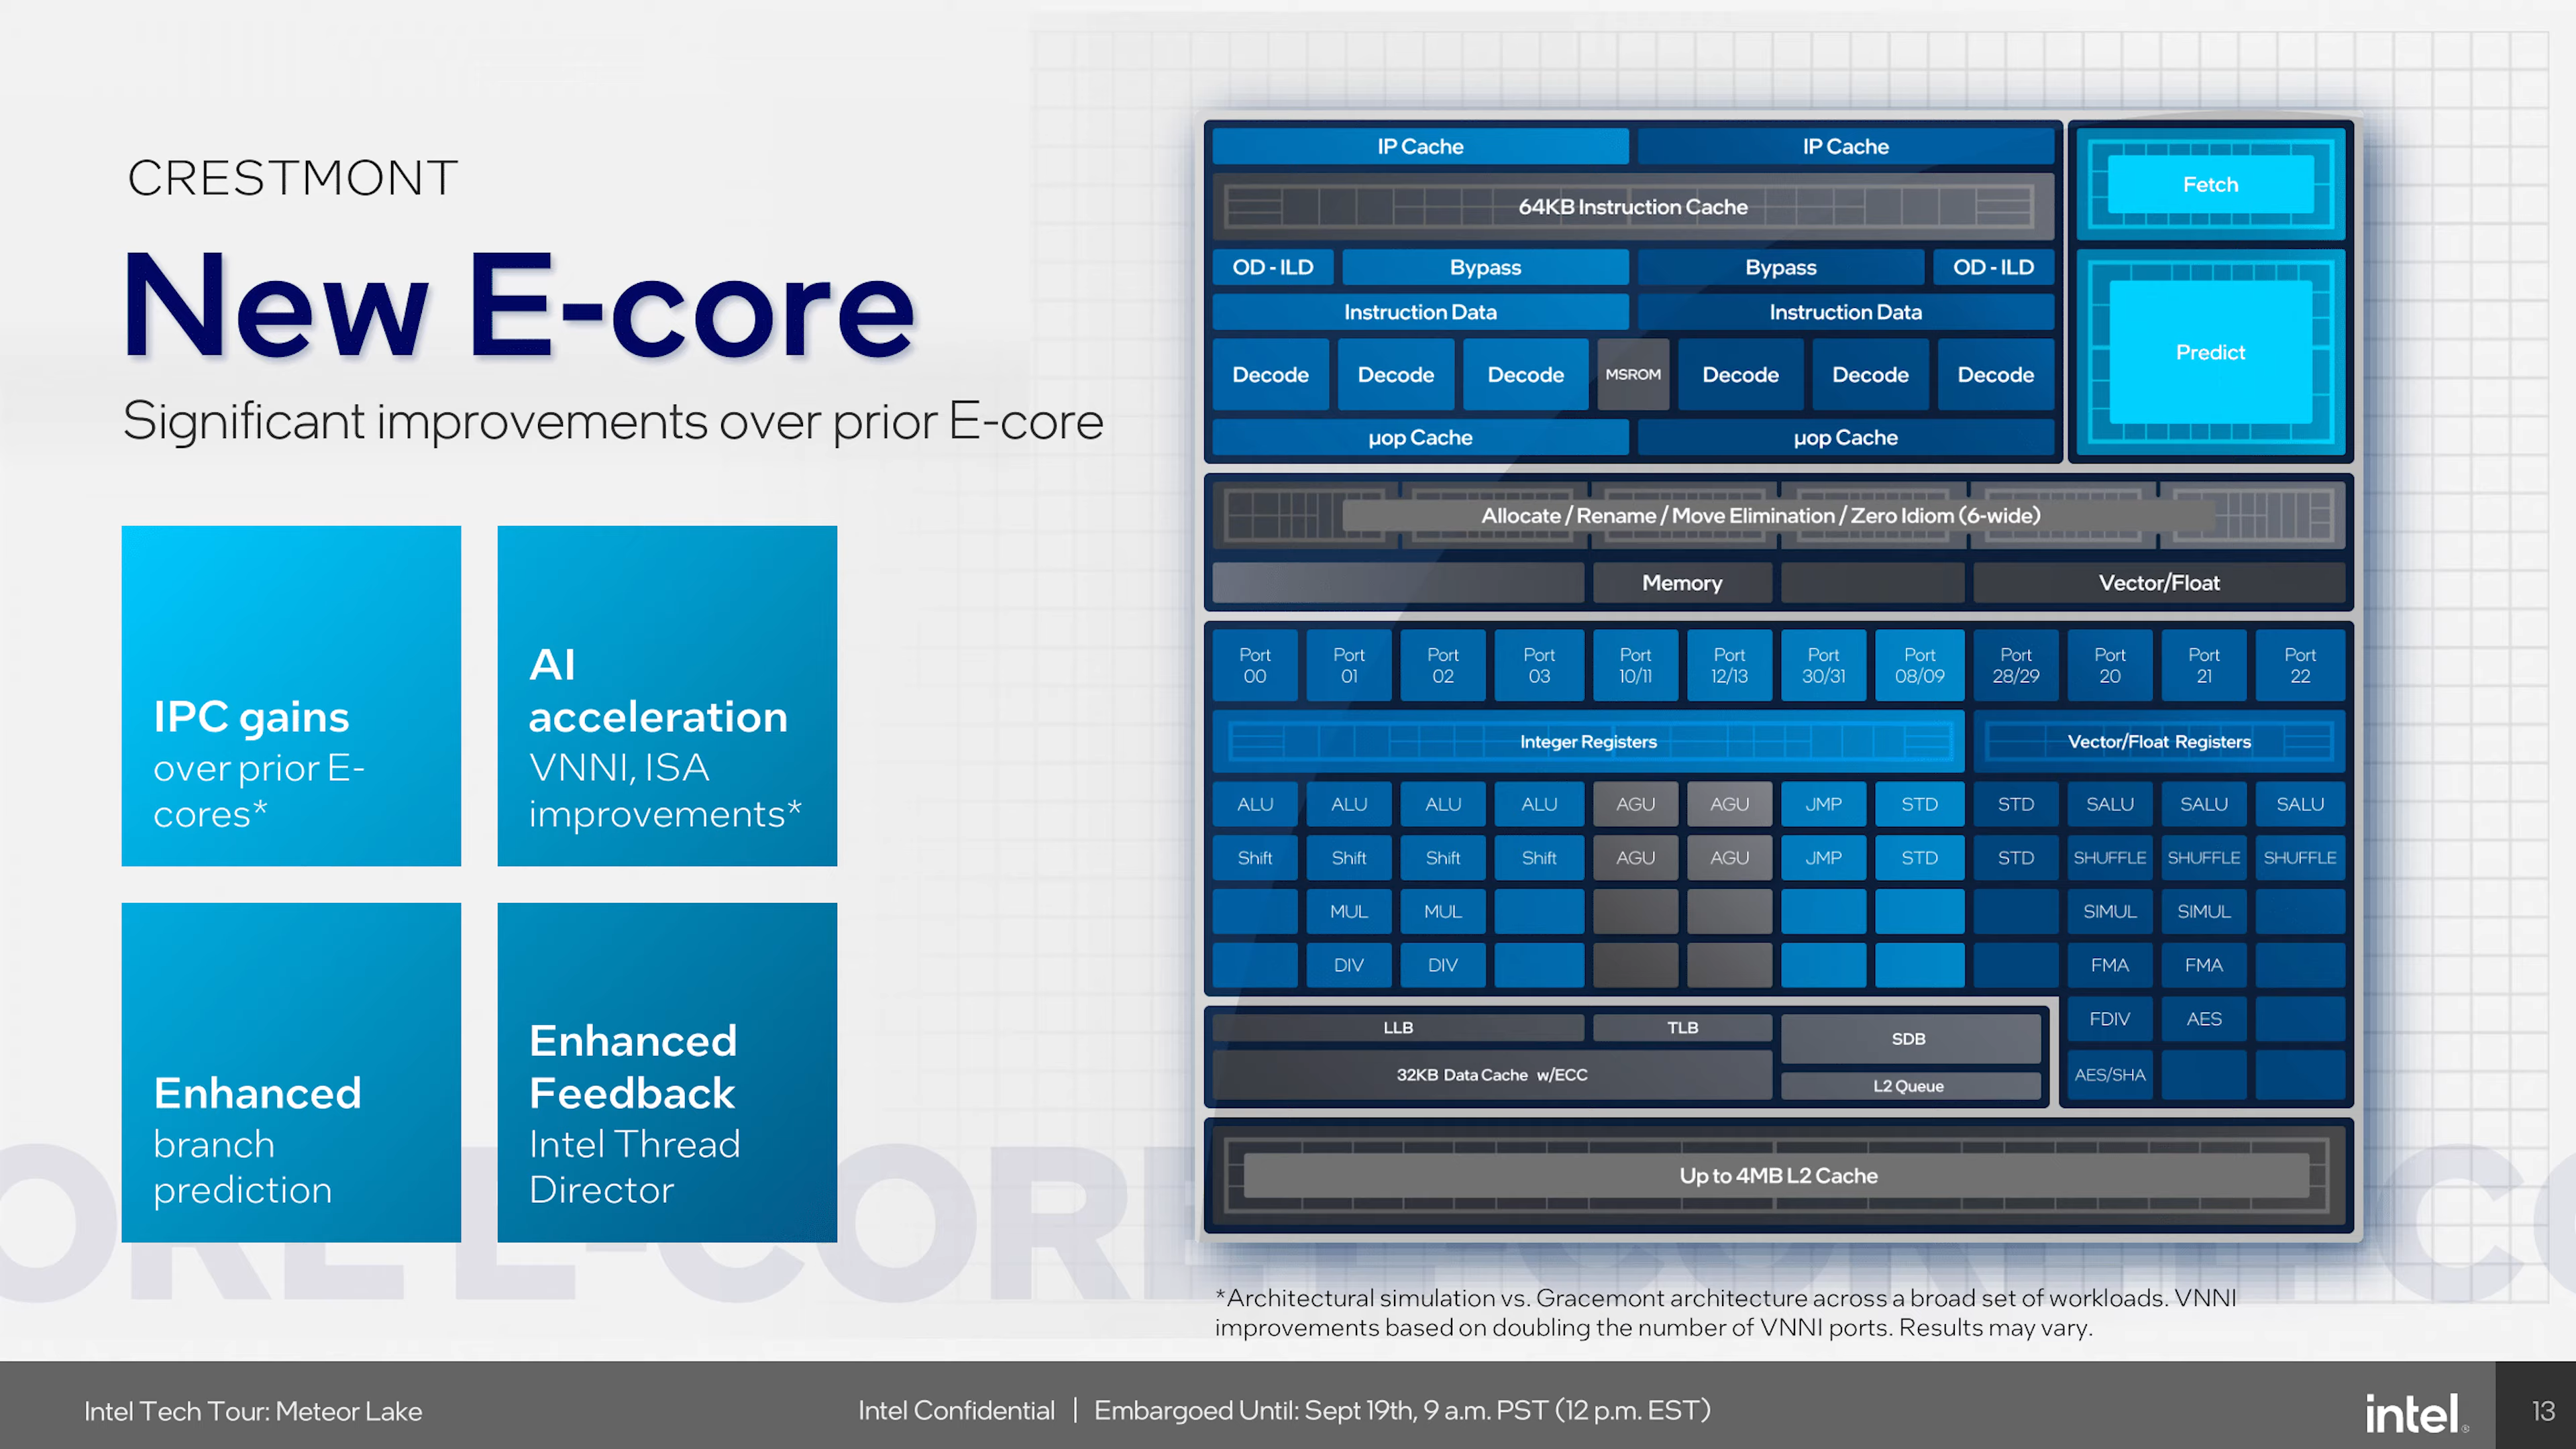 CRESTMONT
New E-core
Significant improvements over prior E-core
IPC gains
over prior E-
cores*
AI
acceleration
VNNI, ISA
improvements*
Enhanced
branch
prediction
Enhanced
Feedback
Intel Thread
Director
IP Cache IP Cache
64KB Instruction Cache
OD - ILD Bypass Bypass OD - ILD
Instruction Data Instruction Data
Decode Decode Decode MSROM Decode Decode Decode
µop Cache µop Cache
Fetch
Predict
Allocate / Rename / Move Elimination / Zero Idiom (6-wide)
Memory Vector/Float
Port Port Port Port Port Port Port Port Port Port Port Port
00 01 02 03 10/11 12/13 30/31 08/09 28/29 20 21 22
Integer Registers Vector/Float Registers
ALU ALU ALU ALU AGU AGU JMP STD STD SALU SALU SALU
Shift Shift Shift Shift AGU AGU JMP STD STD SHUFFLE SHUFFLE SHUFFLE
MUL MUL SIMUL SIMUL
DIV DIV FMA FMA
FDIV AES
AES/SHA
LLB TLB SDB
32KB Data Cache w/ECC
L2 Queue
Up to 4MB L2 Cache
ORE E-CORE E-CORE E-CO
*Architectural simulation vs. Gracemont architecture across a broad set of workloads. VNNI
improvements based on doubling the number of VNNI ports. Results may vary.
Intel Tech Tour: Meteor Lake
Intel Confidential | Embargoed Until: Sept 19th, 9 a.m. PST (12 p.m. EST)
intel®
13